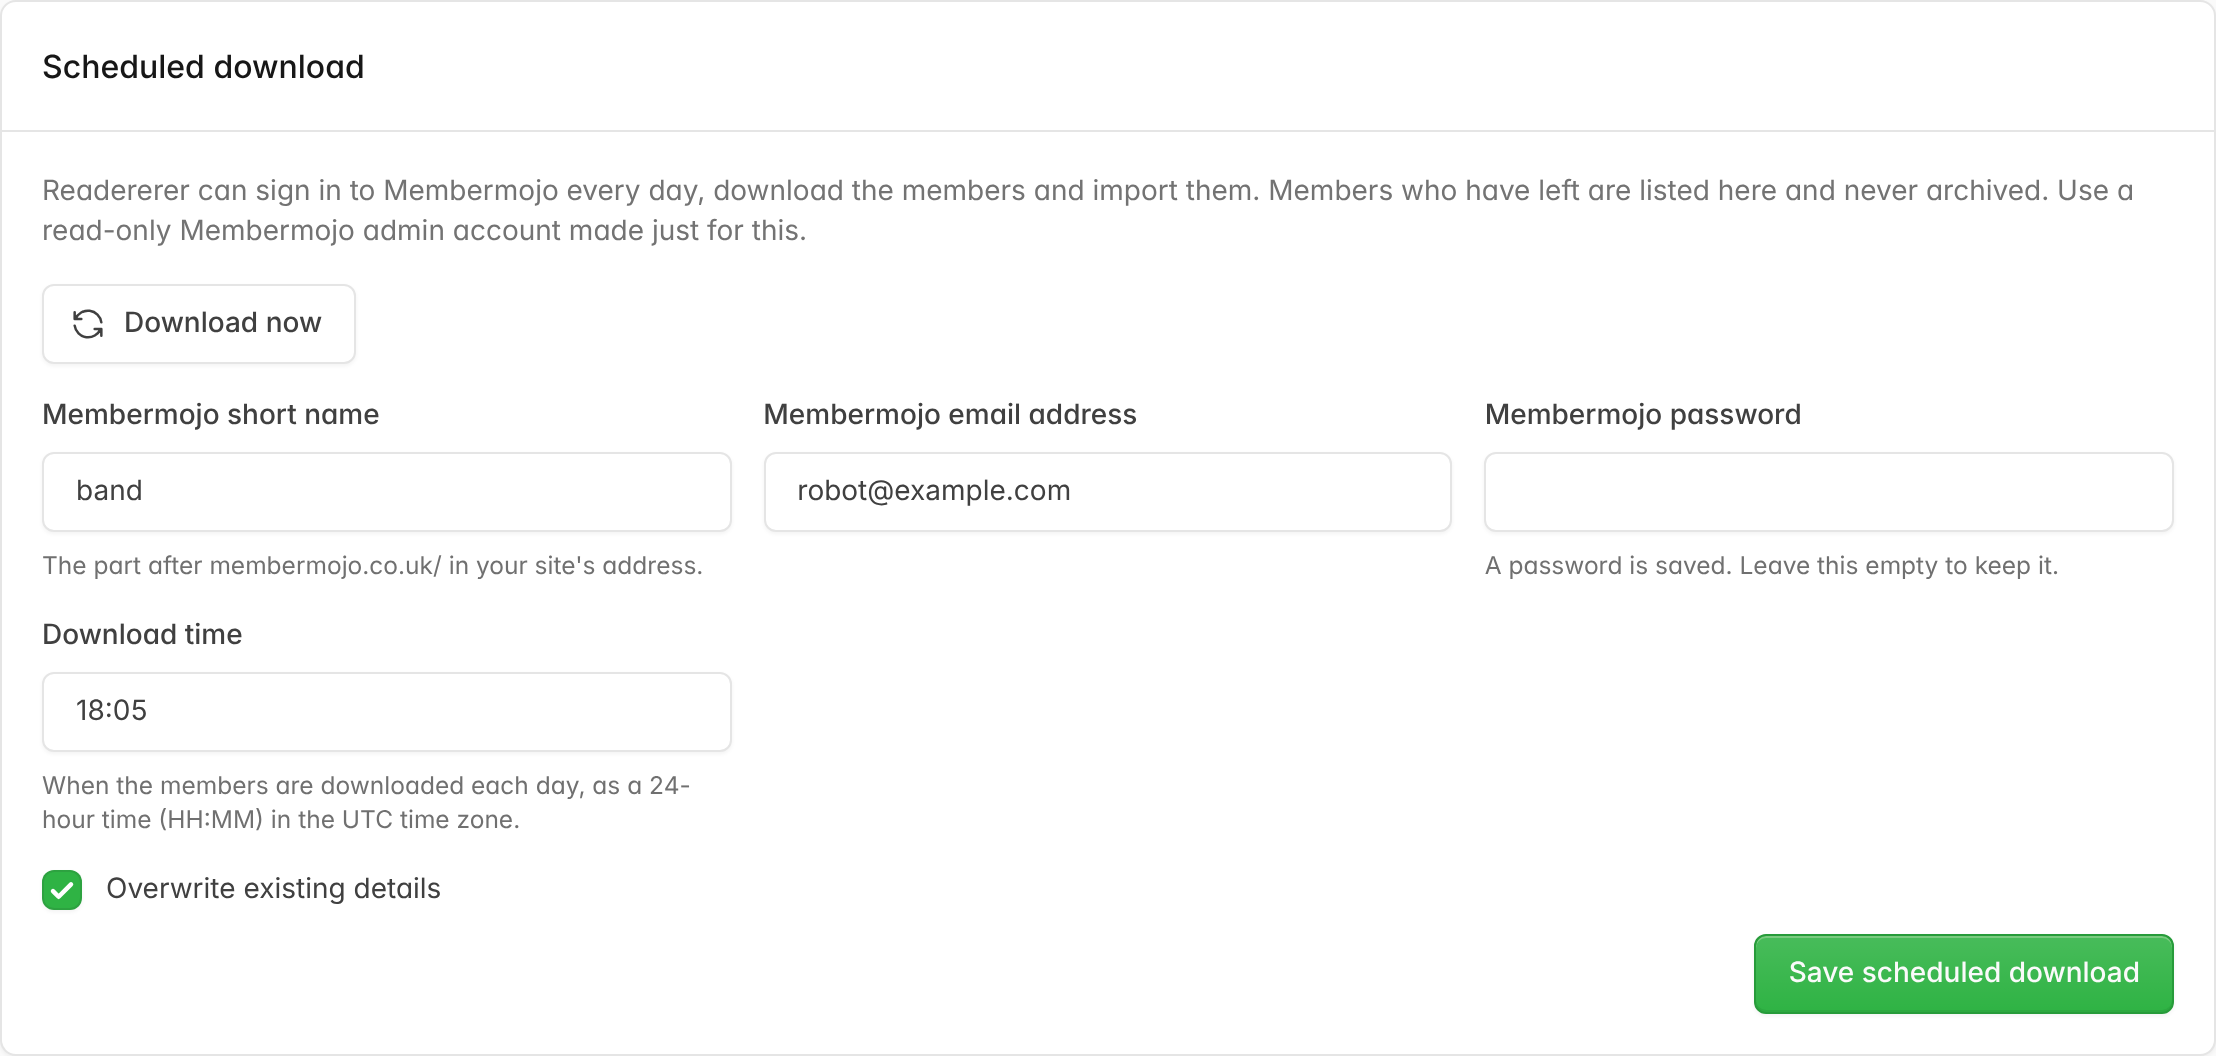 Scheduled download
Readererer can sign in to Membermojo every day, download the members and import them. Members who have left are listed here and never archived. Use a
read-only Membermojo admin account made just for this.
Download now
Membermojo short name
Membermojo email address
Membermojo password
band
robot@example.com
The part after membermojo.co.uk/ in your site's address.
A password is saved. Leave this empty to keep it.
Download time
18:05
When the members are downloaded each day, as a 24-
hour time (HH:MM) in the UTC time zone.
Overwrite existing details
Save scheduled download